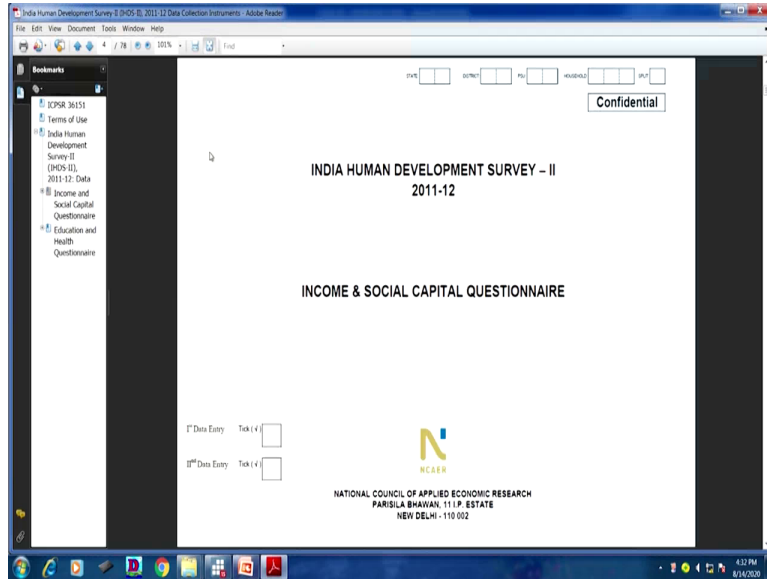 India Human Development Survey-II (IHDS-II), 2011-12 Data Collection Instruments - Adobe Reader
File Edit View Document Tools Window Help
4 / 78 101% Find
Bookmarks
ICPSR 36151
Terms of Use
India Human
Development
Survey-II
(IHDS-II),
2011-12: Data
Income and
Social Capital
Questionnaire
Education and
Health
Questionnaire
STATE DISTRICT PSU HOUSEHOLD SPLIT
Confidential
INDIA HUMAN DEVELOPMENT SURVEY – II
2011-12
INCOME & SOCIAL CAPITAL QUESTIONNAIRE
Iˢᵗ Data Entry Tick (√)
IIⁿᵈ Data Entry Tick (√)
NCAER
NATIONAL COUNCIL OF APPLIED ECONOMIC RESEARCH
PARISILA BHAWAN, 11 I.P. ESTATE
NEW DELHI - 110 002
4:32 PM
8/14/2020